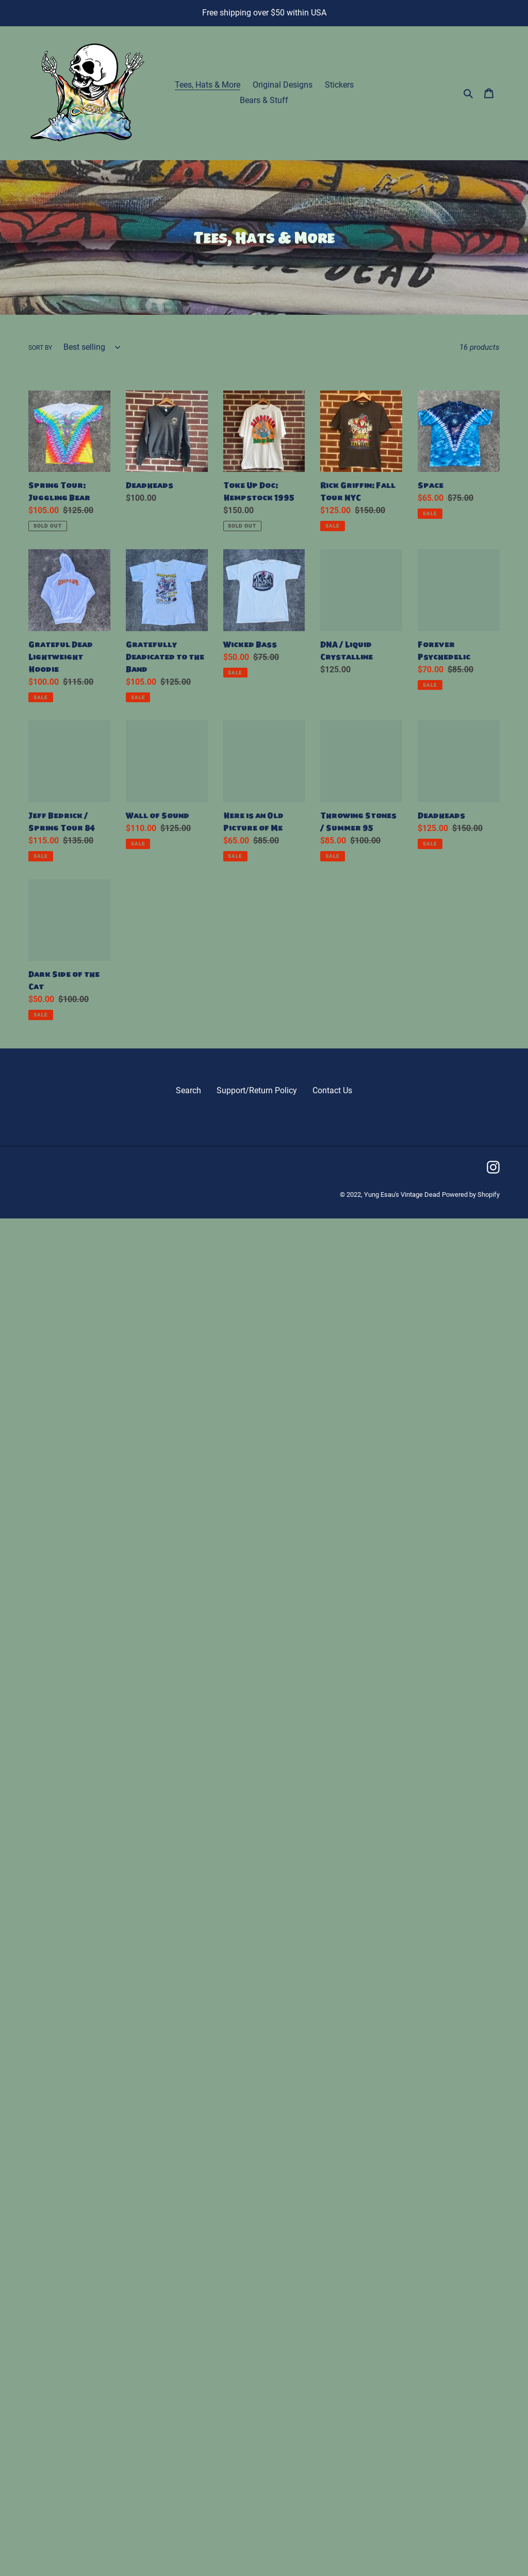 Free shipping over $50 within USA
Tees, Hats & More
Original Designs
Stickers
Bears & Stuff
Tees, Hats & More
THE DEAD
SORT BY
Best selling
16 products
Spring Tour; Juggling Bear
$105.00 $125.00
SOLD OUT
Deadheads
$100.00
Toke Up Doc; Hempstock 1995
$150.00
SOLD OUT
Rick Griffin; Fall Tour NYC
$125.00 $150.00
SALE
Space
$65.00 $75.00
SALE
Grateful Dead Lightweight Hoodie
$100.00 $115.00
SALE
Gratefully Deadicated to the Band
$105.00 $125.00
SALE
Wicked Bass
$50.00 $75.00
SALE
DNA / Liquid Crystalline
$125.00
Forever Psychedelic
$70.00 $85.00
SALE
Jeff Bedrick / Spring Tour 84
$115.00 $135.00
SALE
Wall of Sound
$110.00 $125.00
SALE
Here is an Old Picture of Me
$65.00 $85.00
SALE
Throwing Stones / Summer 95
$85.00 $100.00
SALE
Deadheads
$125.00 $150.00
SALE
Dark Side of the Cat
$50.00 $100.00
SALE
Search
Support/Return Policy
Contact Us
© 2022, Yung Esau's Vintage Dead Powered by Shopify